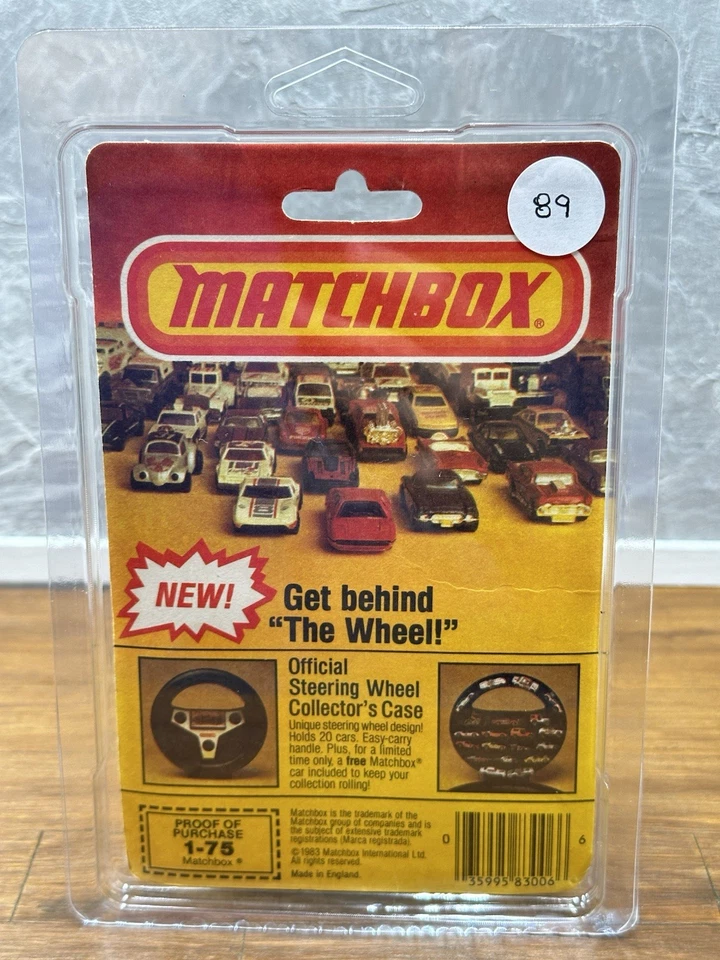 89
MATCHBOX®
NEW!
Get behind
“The Wheel!”
Official
Steering Wheel
Collector's Case
Unique steering wheel design!
Holds 20 cars. Easy-carry
handle. Plus, for a limited
time only, a free Matchbox®
car included to keep your
collection rolling!
PROOF OF
PURCHASE
1-75
Matchbox®
Matchbox is the trademark of the
Matchbox group of companies and is
the subject of extensive trademark
registrations (Marca registrada).
©1983 Matchbox International Ltd.
All rights reserved.
Made in England.
0 35995 83006 6